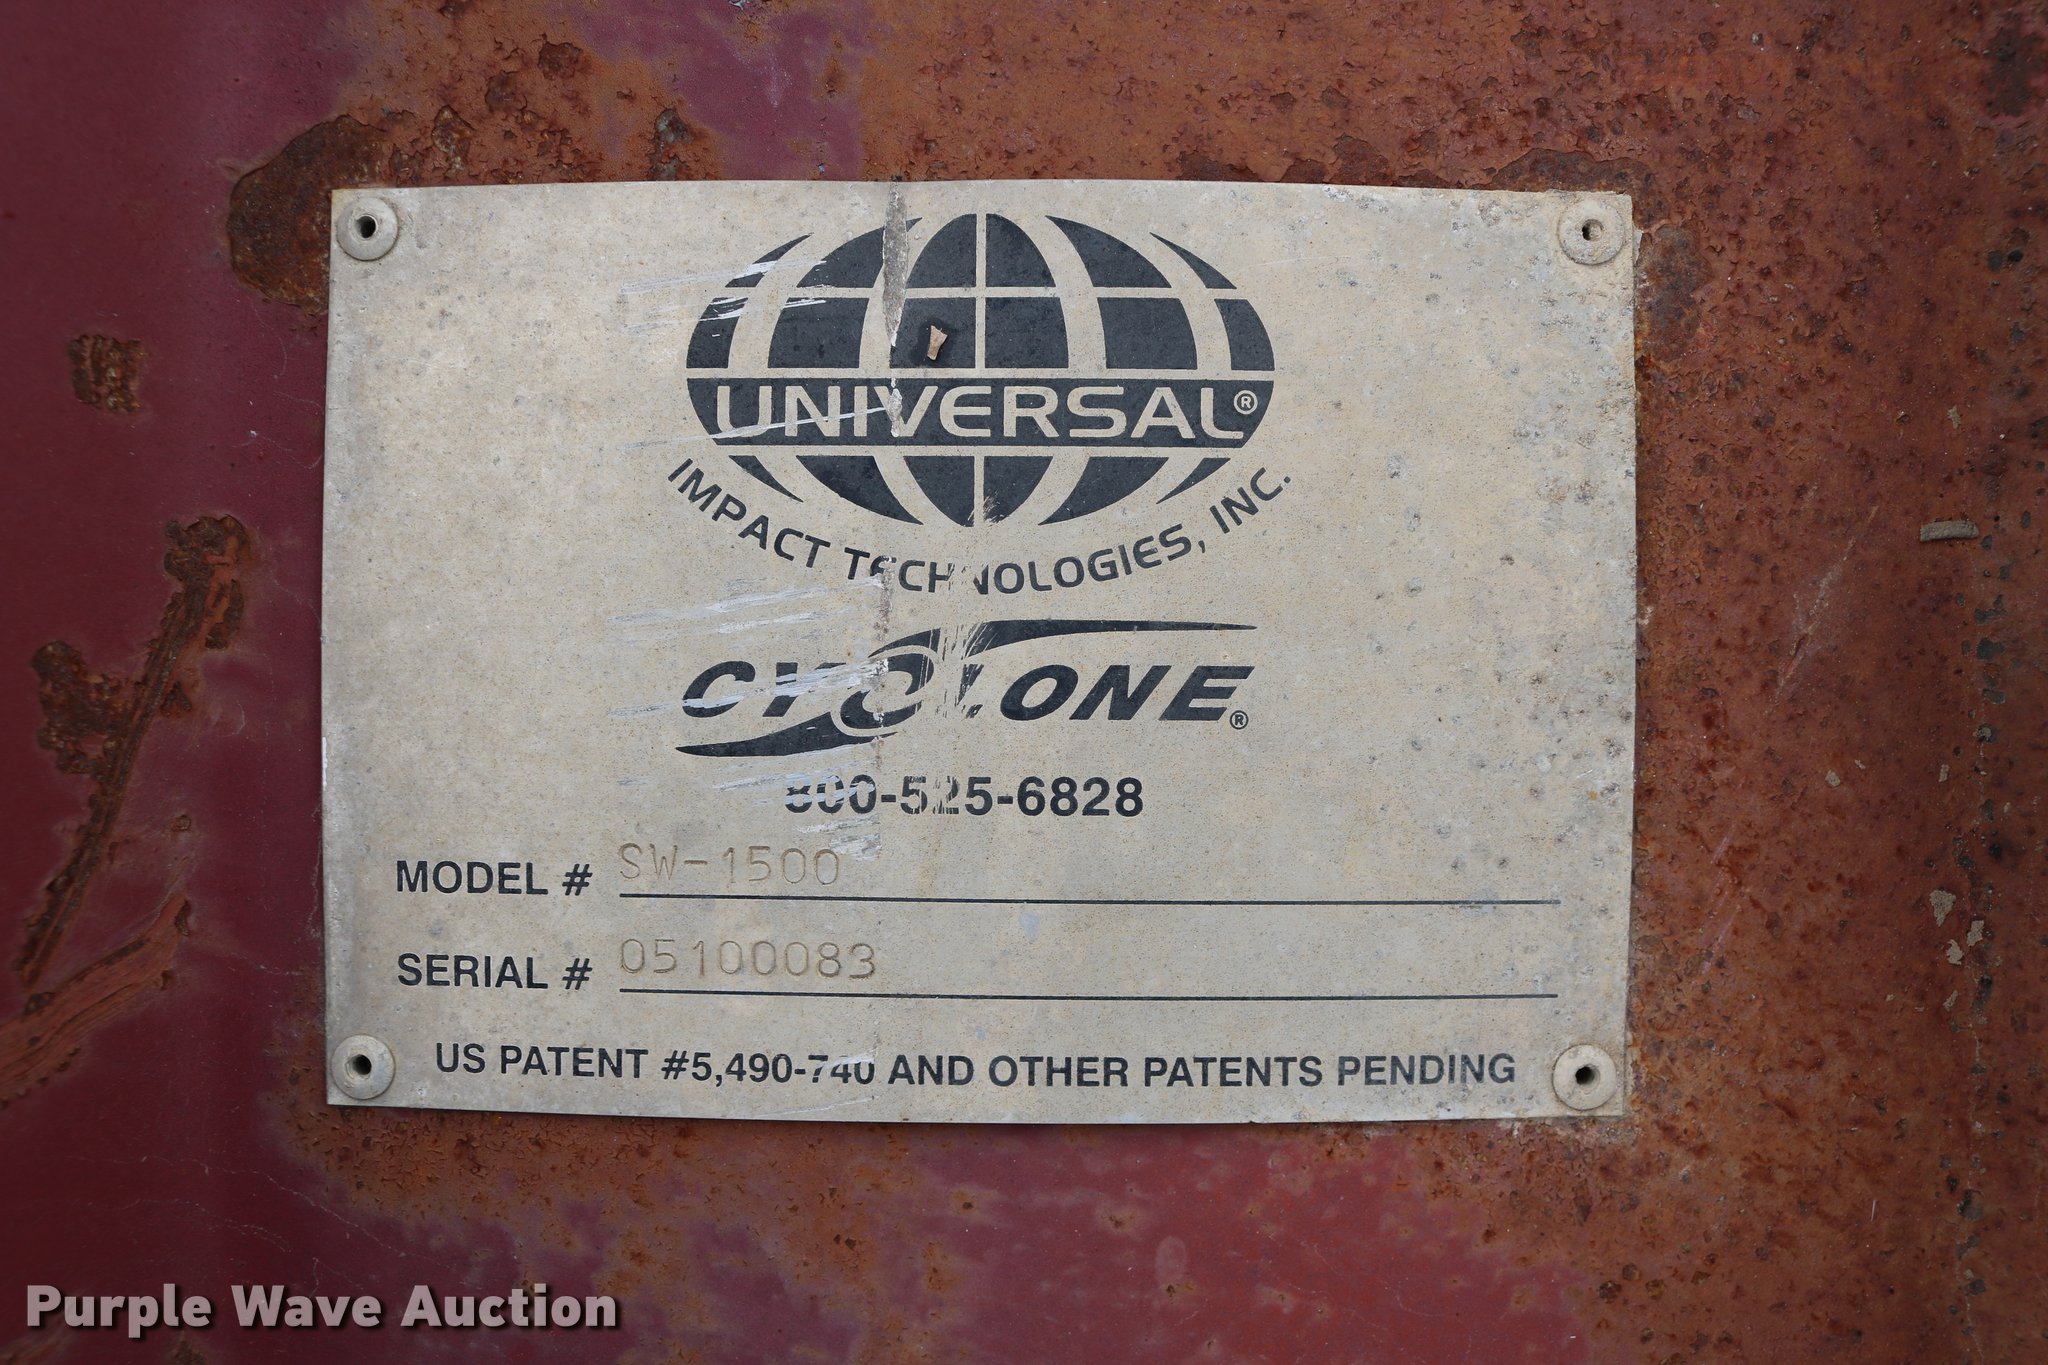 UNIVERSAL®
IMPACT TECHNOLOGIES, INC.
CYCLONE®
800-525-6828
MODEL # SW-1500
SERIAL # 05100083
US PATENT #5,490-740 AND OTHER PATENTS PENDING
Purple Wave Auction